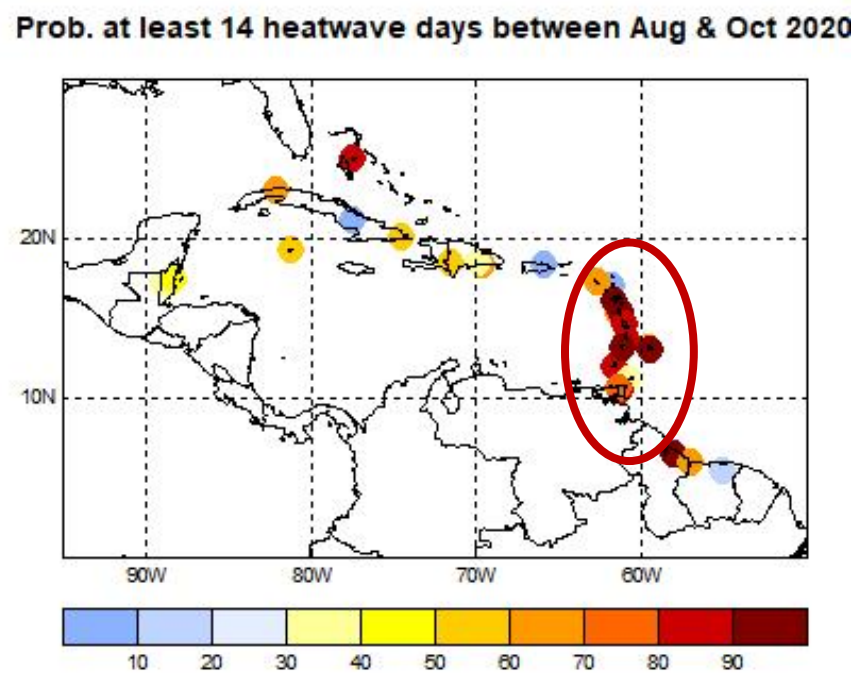 Prob. at least 14 heatwave days between Aug & Oct 2020
20N
10N
90W 80W 70W 60W
10 20 30 40 50 60 70 80 90